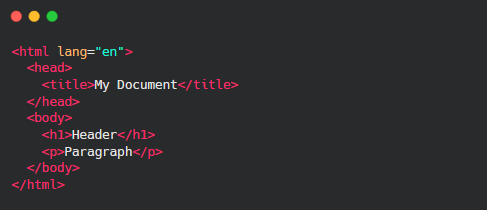 <html lang="en">
  <head>
    <title>My Document</title>
  </head>
  <body>
    <h1>Header</h1>
    <p>Paragraph</p>
  </body>
</html>